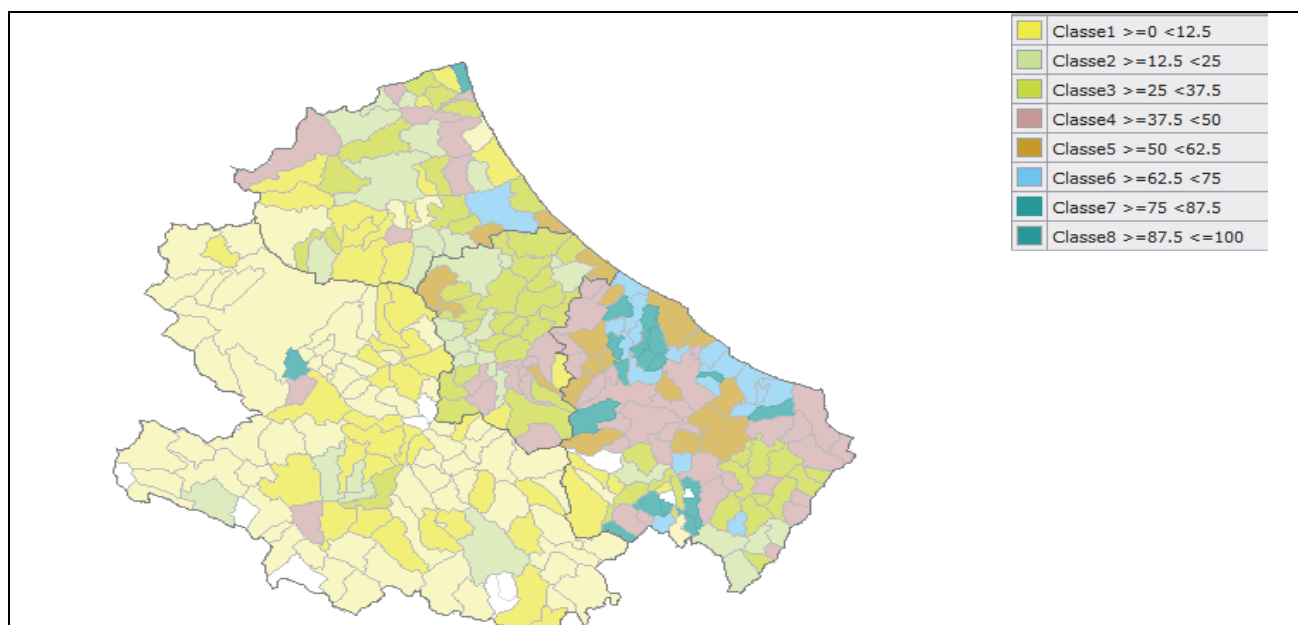 Classe1 >=0 <12.5
Classe2 >=12.5 <25
Classe3 >=25 <37.5
Classe4 >=37.5 <50
Classe5 >=50 <62.5
Classe6 >=62.5 <75
Classe7 >=75 <87.5
Classe8 >=87.5 <=100